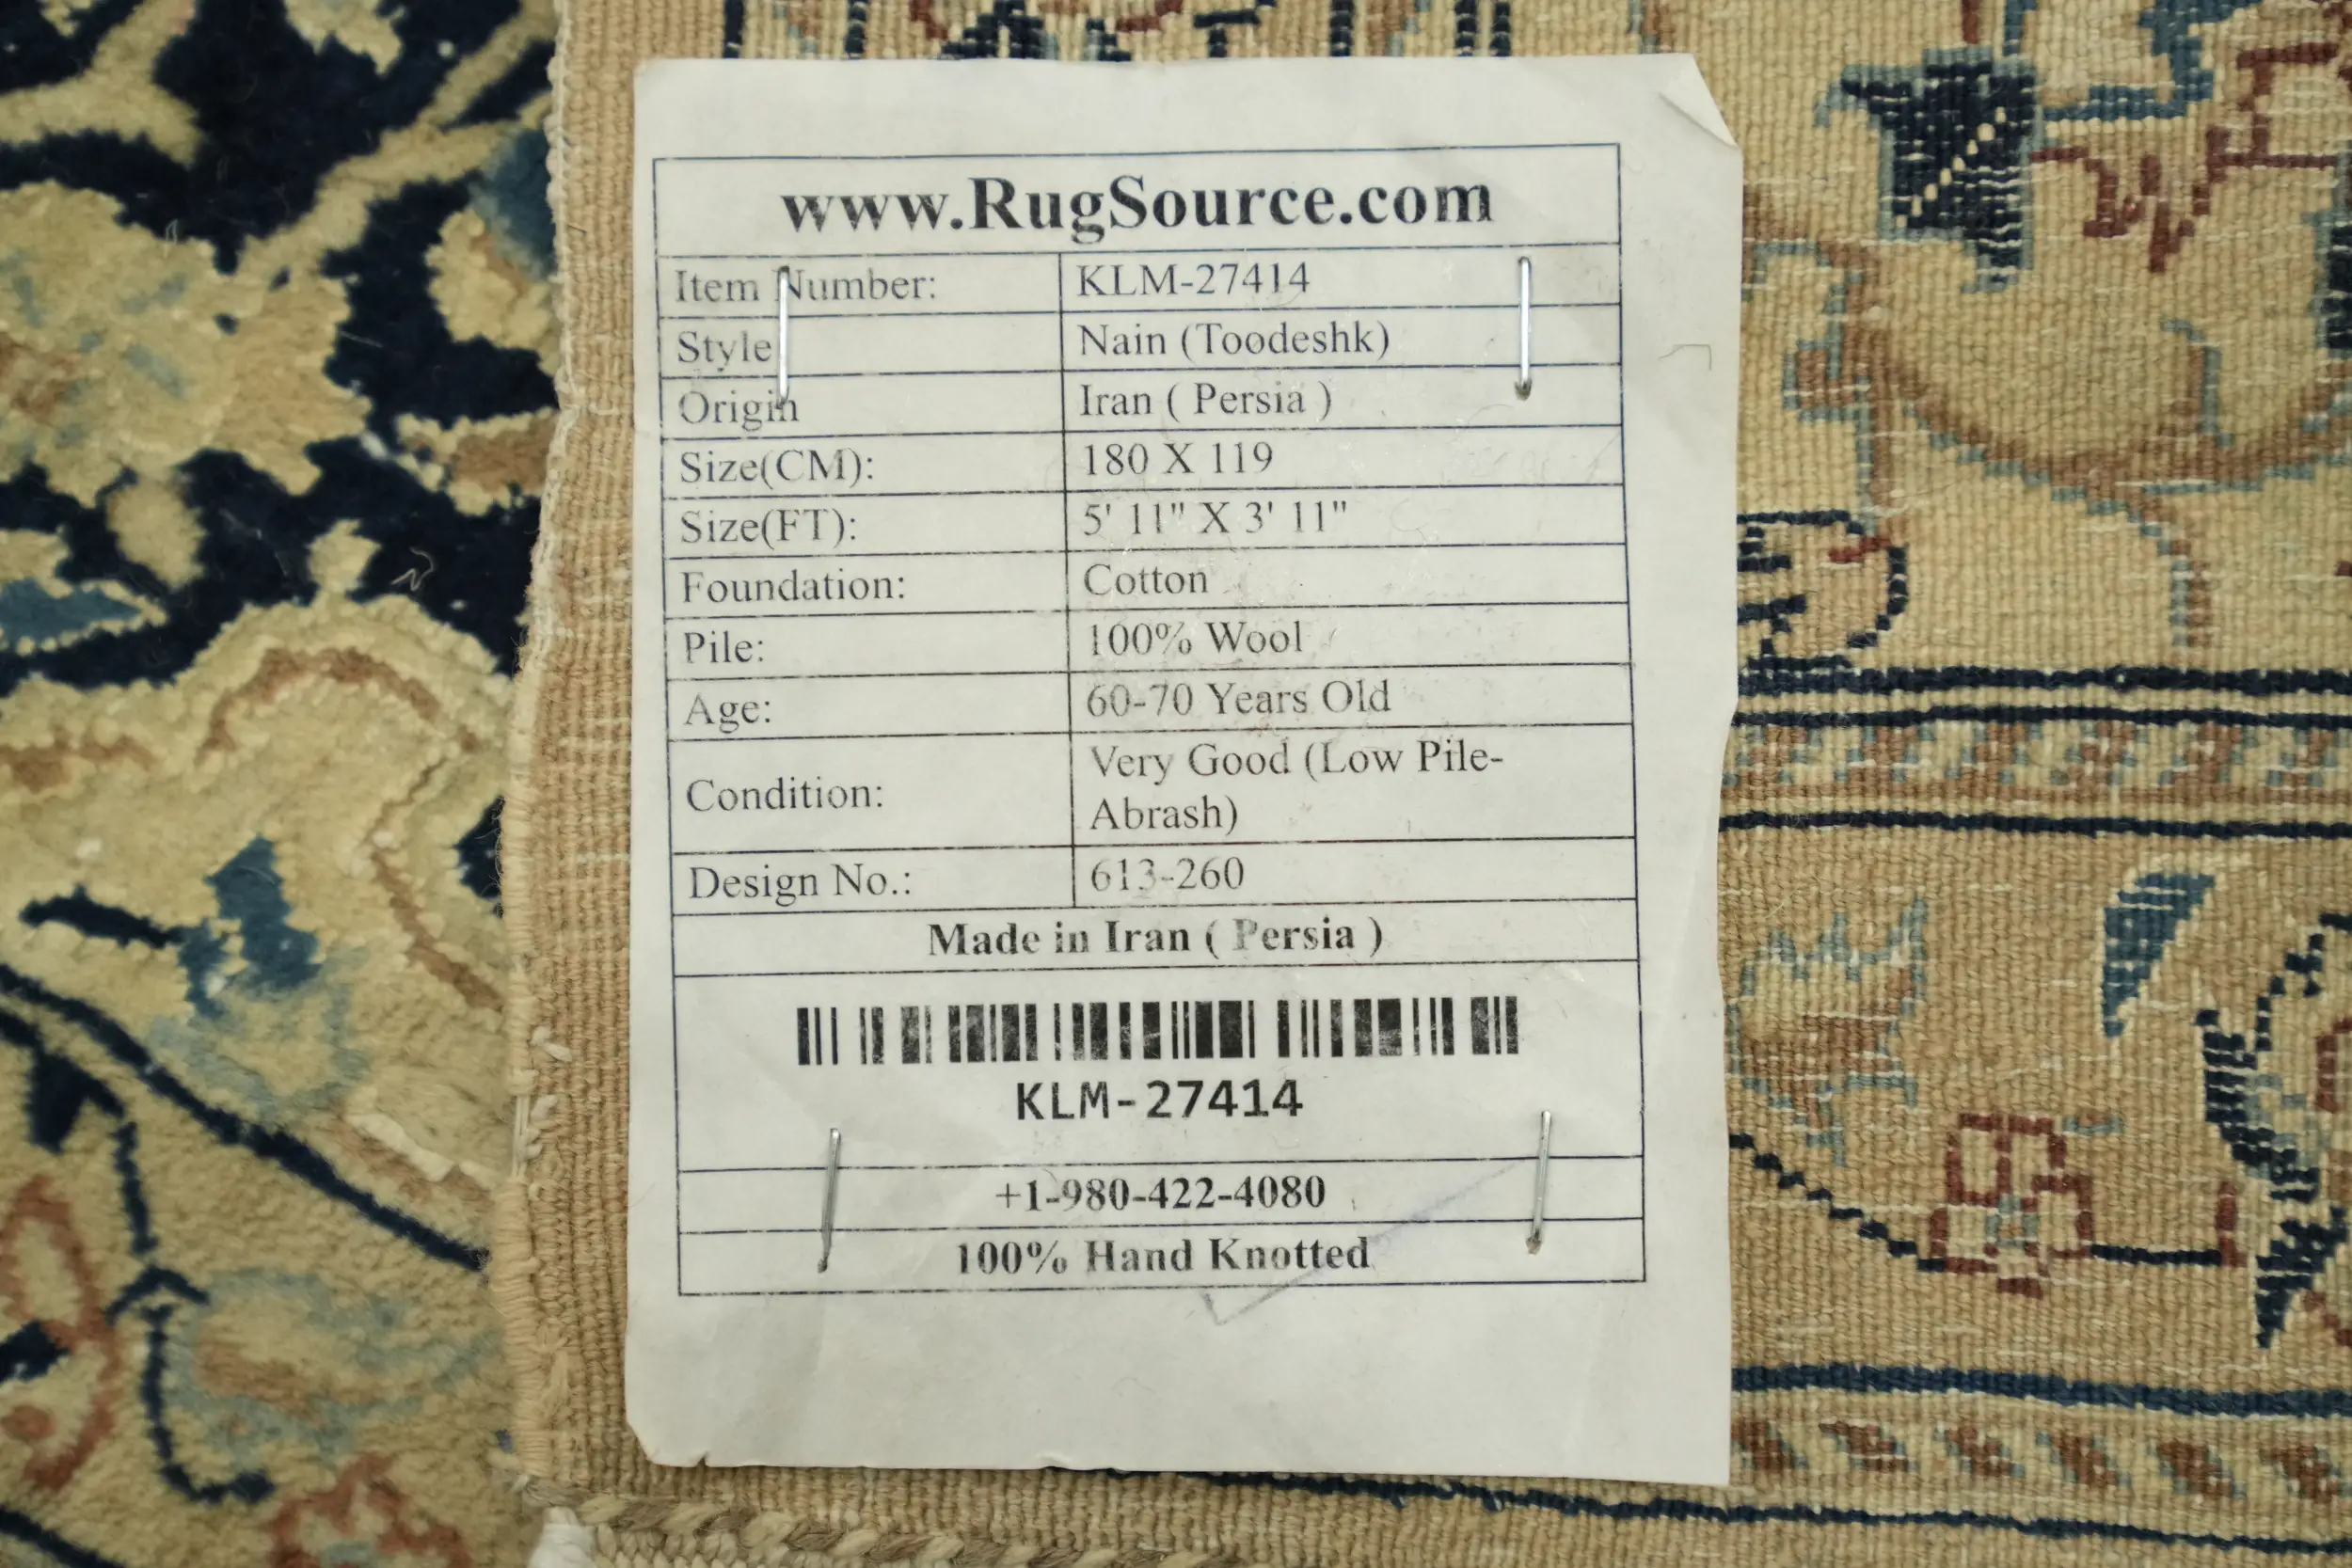 www.RugSource.com
Item Number: KLM-27414
Style Nain (Toodeshk)
Origin Iran ( Persia )
Size(CM): 180 X 119
Size(FT): 5' 11" X 3' 11"
Foundation: Cotton
Pile: 100% Wool
Age: 60-70 Years Old
Condition: Very Good (Low Pile-
Abrash)
Design No.: 613-260
Made in Iran ( Persia )
KLM-27414
+1-980-422-4080
100% Hand Knotted